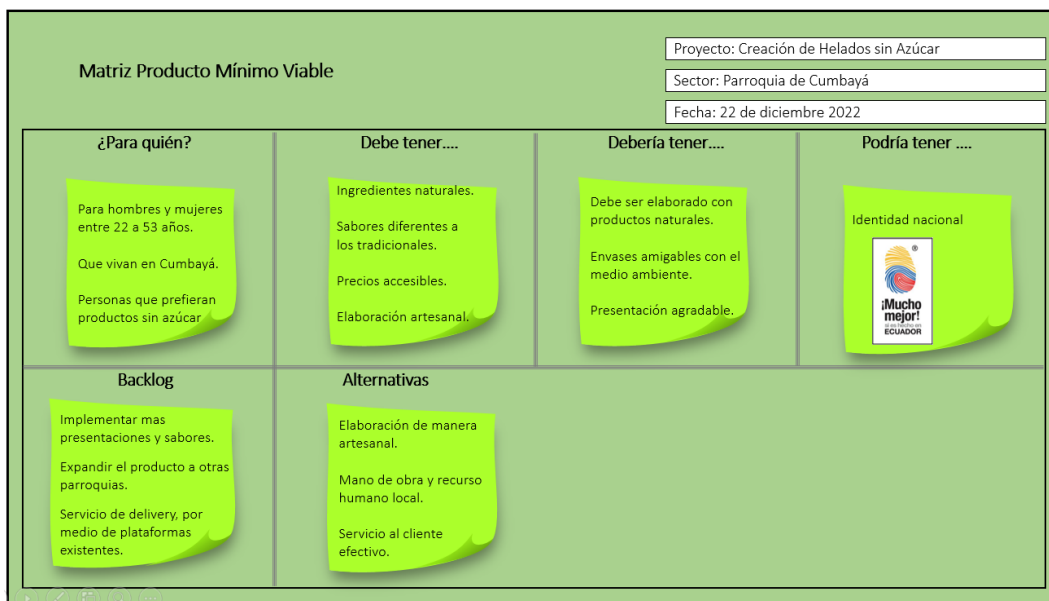 Matriz Producto Mínimo Viable
Proyecto: Creación de Helados sin Azúcar
Sector: Parroquia de Cumbayá
Fecha: 22 de diciembre 2022
¿Para quién?
Para hombres y mujeres
entre 22 a 53 años.
Que vivan en Cumbayá.
Personas que prefieran
productos sin azúcar
Debe tener....
Ingredientes naturales.
Sabores diferentes a
los tradicionales.
Precios accesibles.
Elaboración artesanal.
Debería tener....
Debe ser elaborado con
productos naturales.
Envases amigables con el
medio ambiente.
Presentación agradable.
Podría tener ....
Identidad nacional
®
¡Mucho
mejor!
si es hecho en
ECUADOR
Backlog
Implementar mas
presentaciones y sabores.
Expandir el producto a otras
parroquias.
Servicio de delivery, por
medio de plataformas
existentes.
Alternativas
Elaboración de manera
artesanal.
Mano de obra y recurso
humano local.
Servicio al cliente
efectivo.